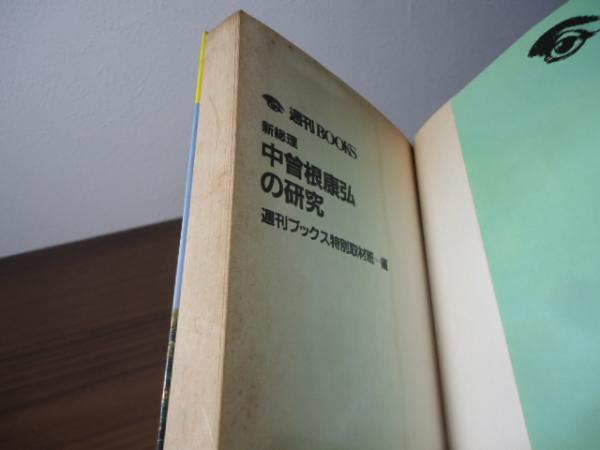 週刊BOOKS
新総理
中曽根康弘
の研究
週刊ブックス特別取材班=編